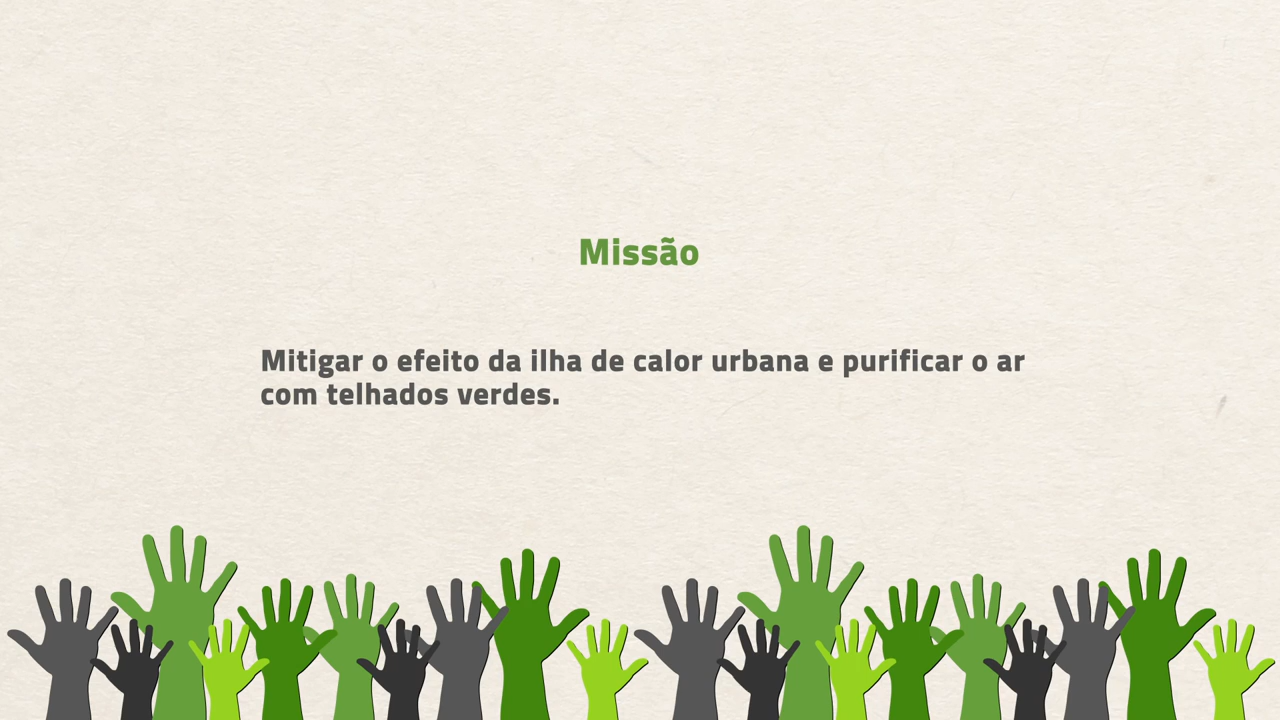 Missão
Mitigar o efeito da ilha de calor urbana e purificar o ar
com telhados verdes.